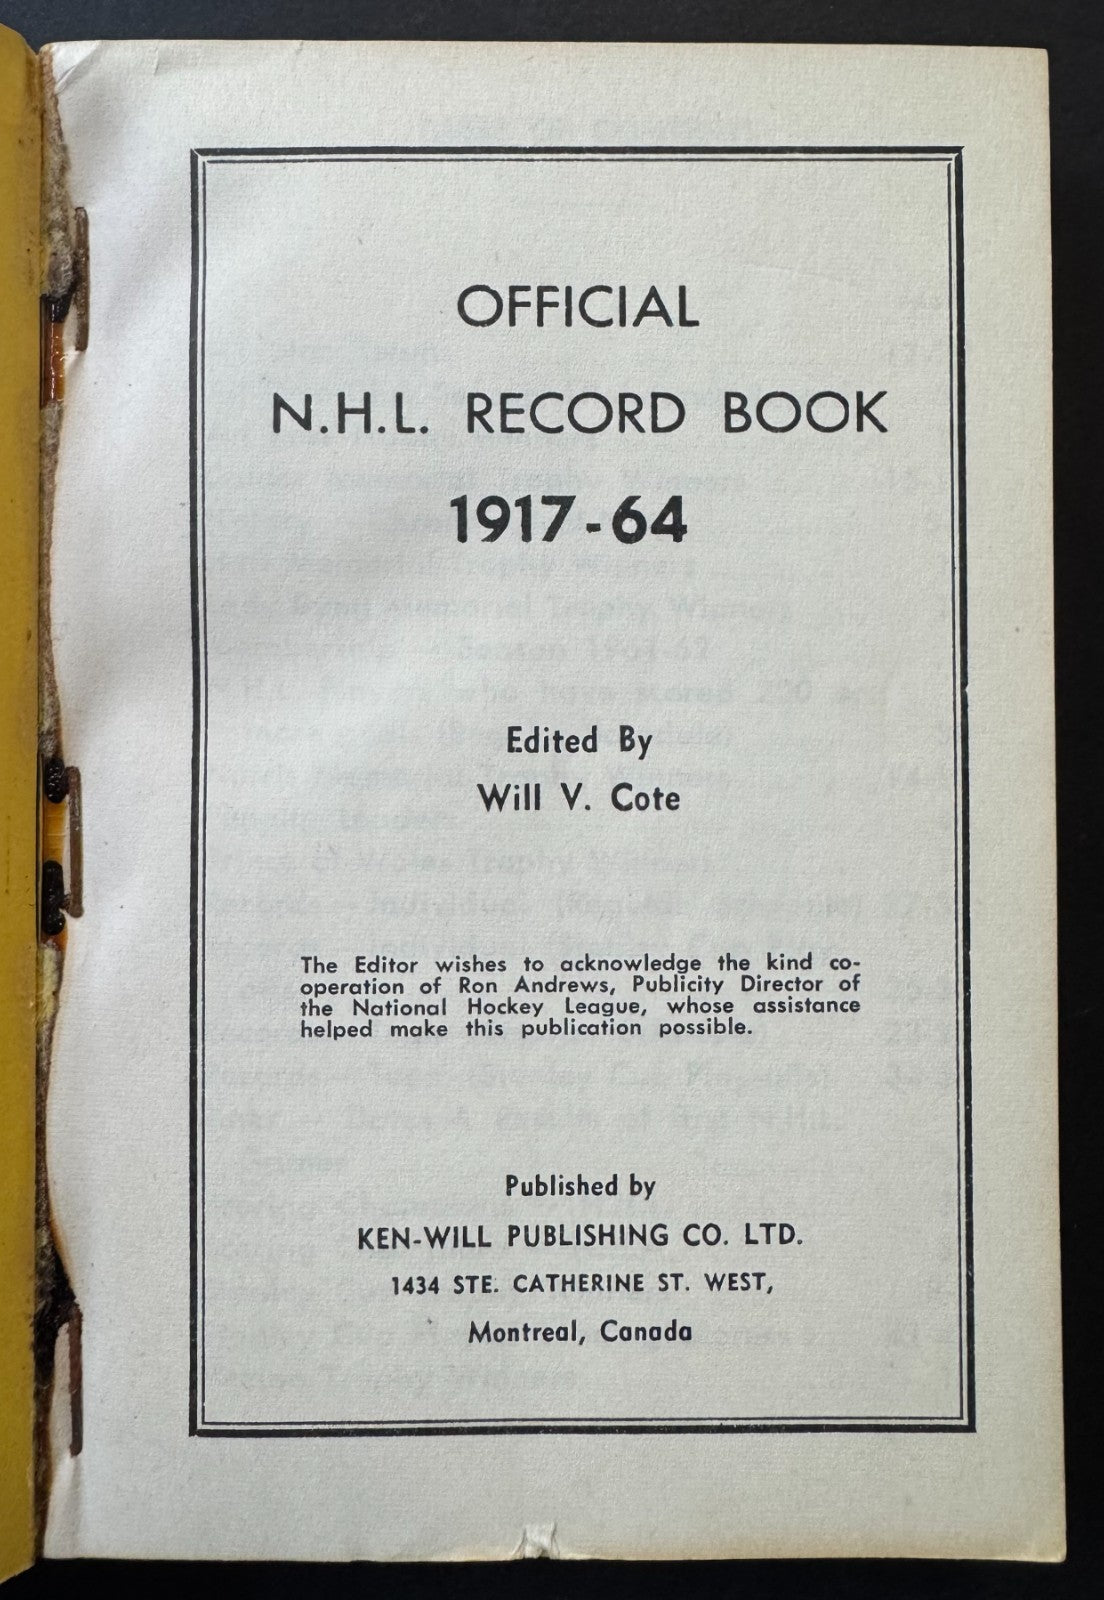 OFFICIAL
N.H.L. RECORD BOOK
1917-64
Edited By
Will V. Cote
The Editor wishes to acknowledge the kind co-
operation of Ron Andrews, Publicity Director of
the National Hockey League, whose assistance
helped make this publication possible.
Published by
KEN-WILL PUBLISHING CO. LTD.
1434 STE. CATHERINE ST. WEST,
Montreal, Canada